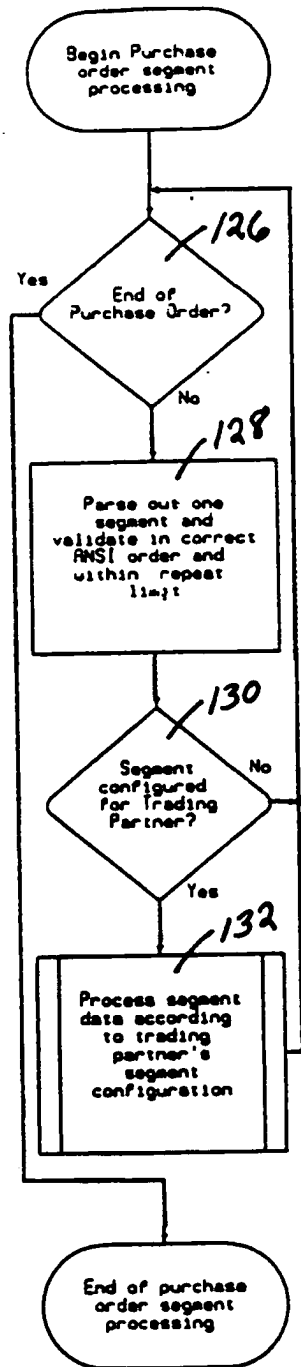 Begin Purchase
order segment
processing
126
Yes
End of
Purchase Order?
No
128
Parse out one
segment and
validate in correct
ANSI order and
within repeat
limit
130
Segment
configured
for Trading
Partner?
No
Yes
132
Process segment
data according
to trading
partner's
segment
configuration
End of purchase
order segment
processing